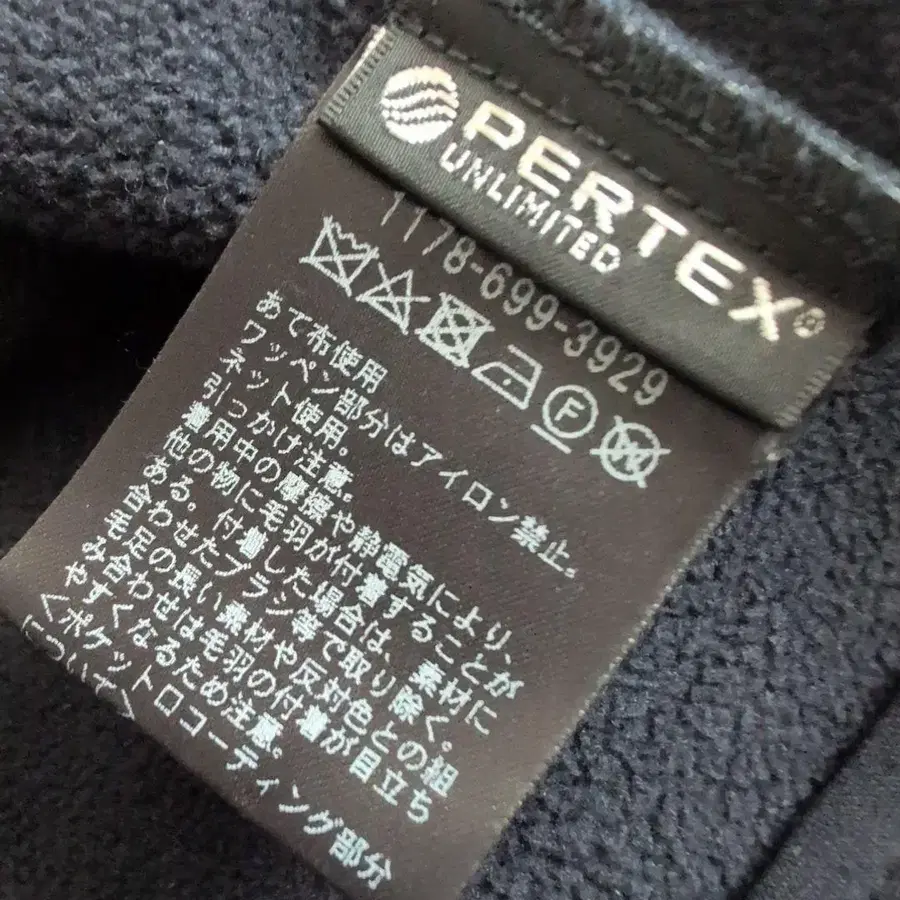 PERTEX
UNLIMITED
1178-699-3929
F W
あて布使用
ワッペン部分はアイロン禁止。
ネット使用。
引っかけ注意。
着用中の摩擦や静電気により、
他の物に毛羽が付着することが
ある。付着した場合は、素材に
合わせたブラシ等で取り除く。
毛足の長い素材や反対色との組
み合わせは毛羽の付着が目立ち
やすくなるため注意。
<ポケット口コーティング部分
について>